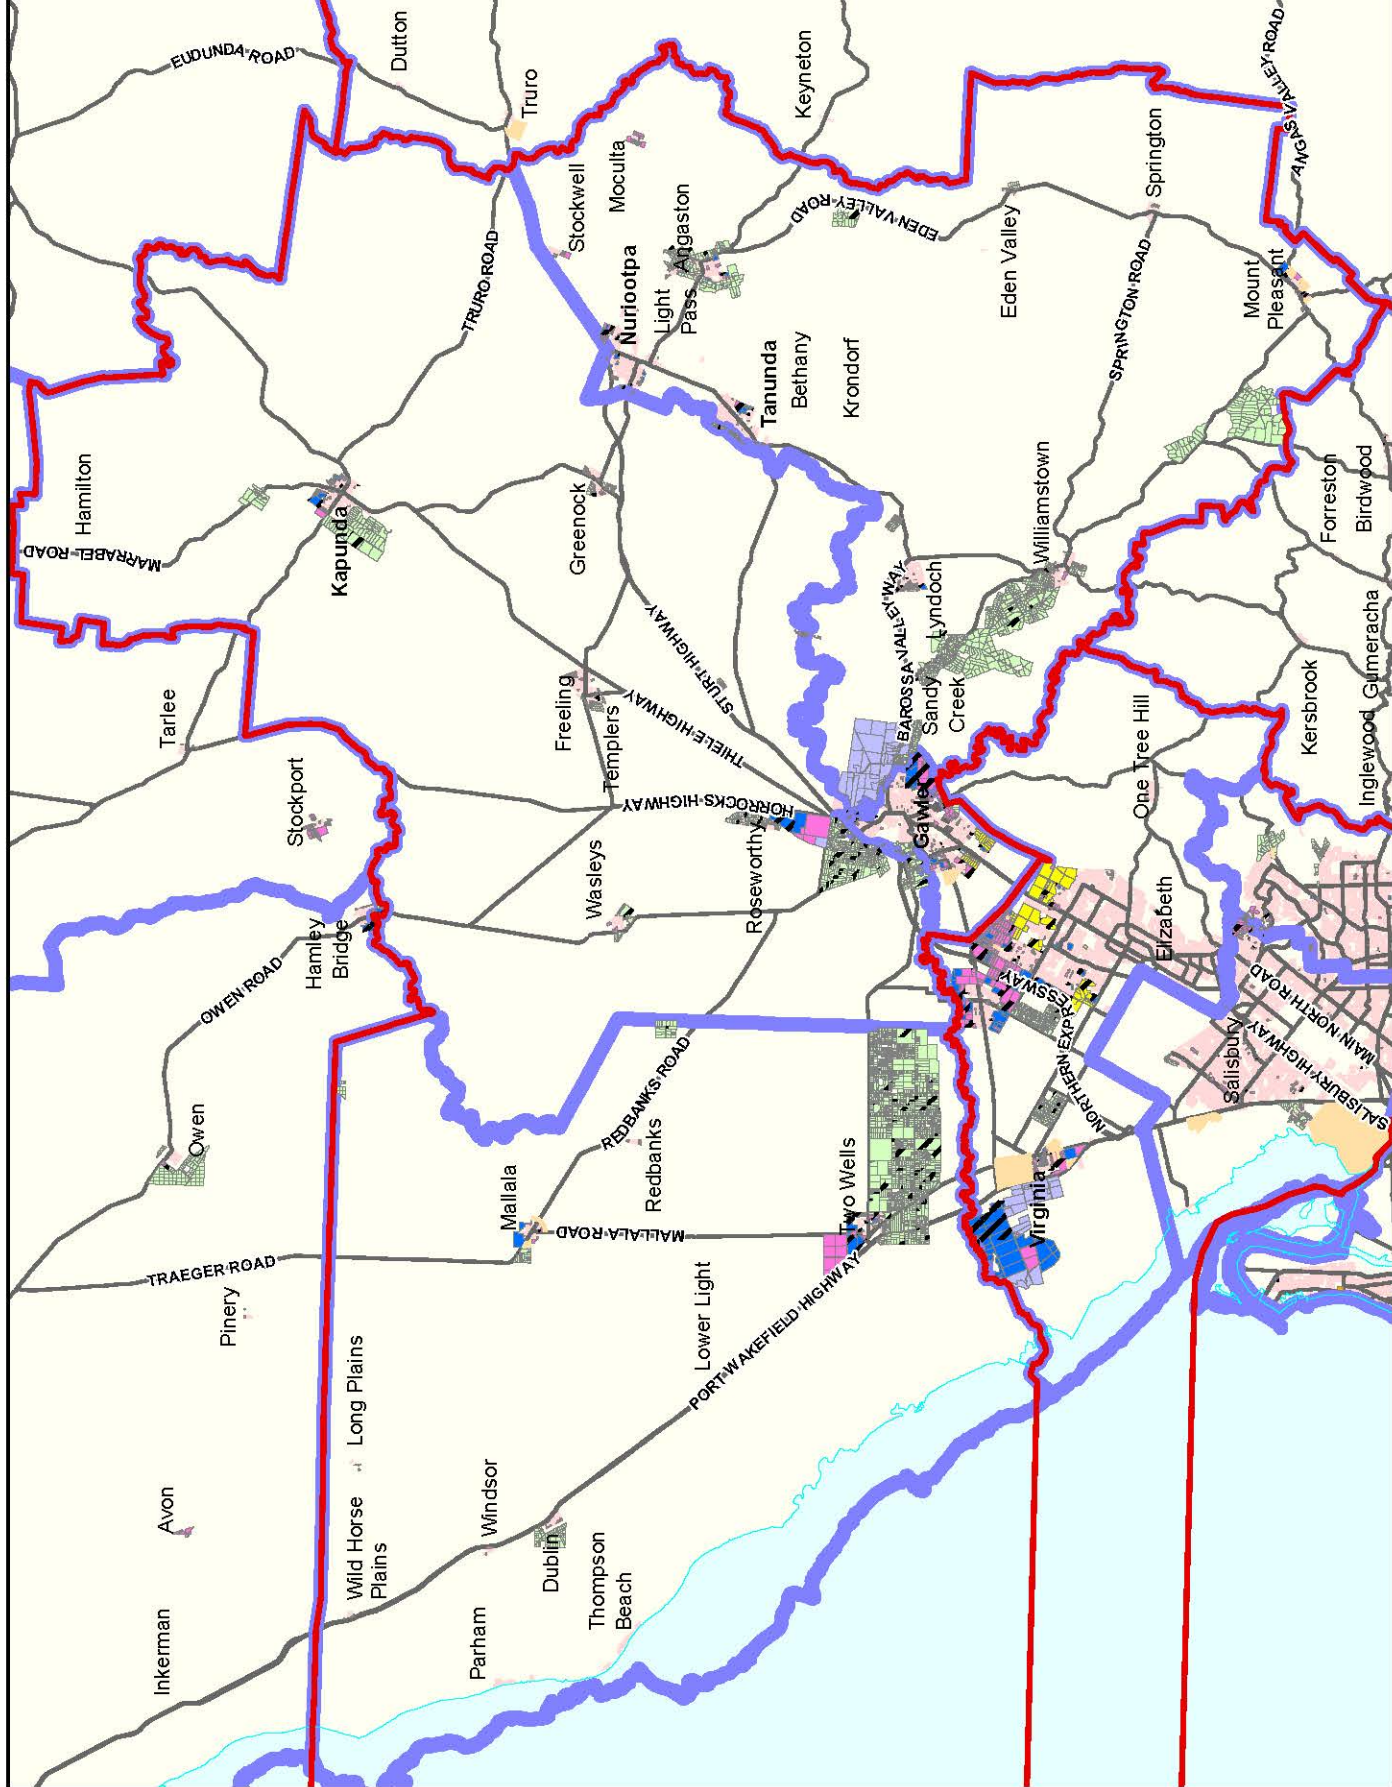 Inkerman
Avon
Pinery
TRAEGER ROAD
Owen
OWEN ROAD
Hamley
Bridge
Stockport
Tarlee
Hamilton
MARRABEL ROAD
Kapunda
EUDUNDA ROAD
Dutton
Truro
TRURO ROAD
Wild Horse
Plains
Long Plains
Parham
Windsor
Dublin
Thompson
Beach
Mallala
MALLALA ROAD
Redbanks
REDBANKS ROAD
Lower Light
PORT WAKEFIELD HIGHWAY
Two Wells
Wasleys
Roseworthy
HORROCKS HIGHWAY
Templers
Freeling
THIELE HIGHWAY
STURT HIGHWAY
Greenock
Nuriootpa
Stockwell
Moculta
Light
Pass
Angaston
Tanunda
Bethany
Krondorf
Keyneton
EDEN VALLEY ROAD
Eden Valley
Springton
SPRINGTON ROAD
Mount
Pleasant
ANGAS VALLEY ROAD
ANGAS VALLEY ROAD
Gawler
BAROSSA VALLEY WAY
Sandy
Creek
Lyndoch
Williamstown
Virginia
NORTHERN EXPRESSWAY
Elizabeth
One Tree Hill
Kersbrook
Forreston
Birdwood
Inglewood
Gumeracha
Salisbury
SALISBURY HIGHWAY
MAIN NORTH ROAD
SALISBURY